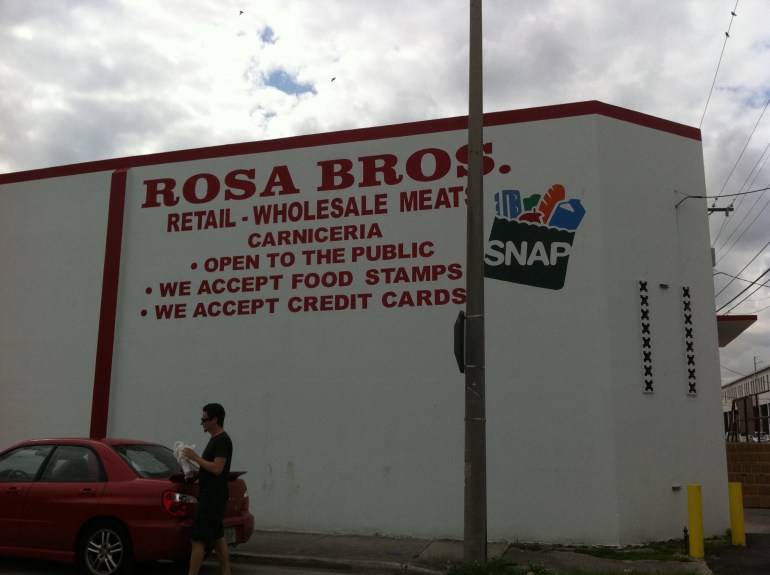 ROSA BROS.
RETAIL - WHOLESALE MEATS
CARNICERIA
• OPEN TO THE PUBLIC
• WE ACCEPT FOOD STAMPS
• WE ACCEPT CREDIT CARDS
SNAP